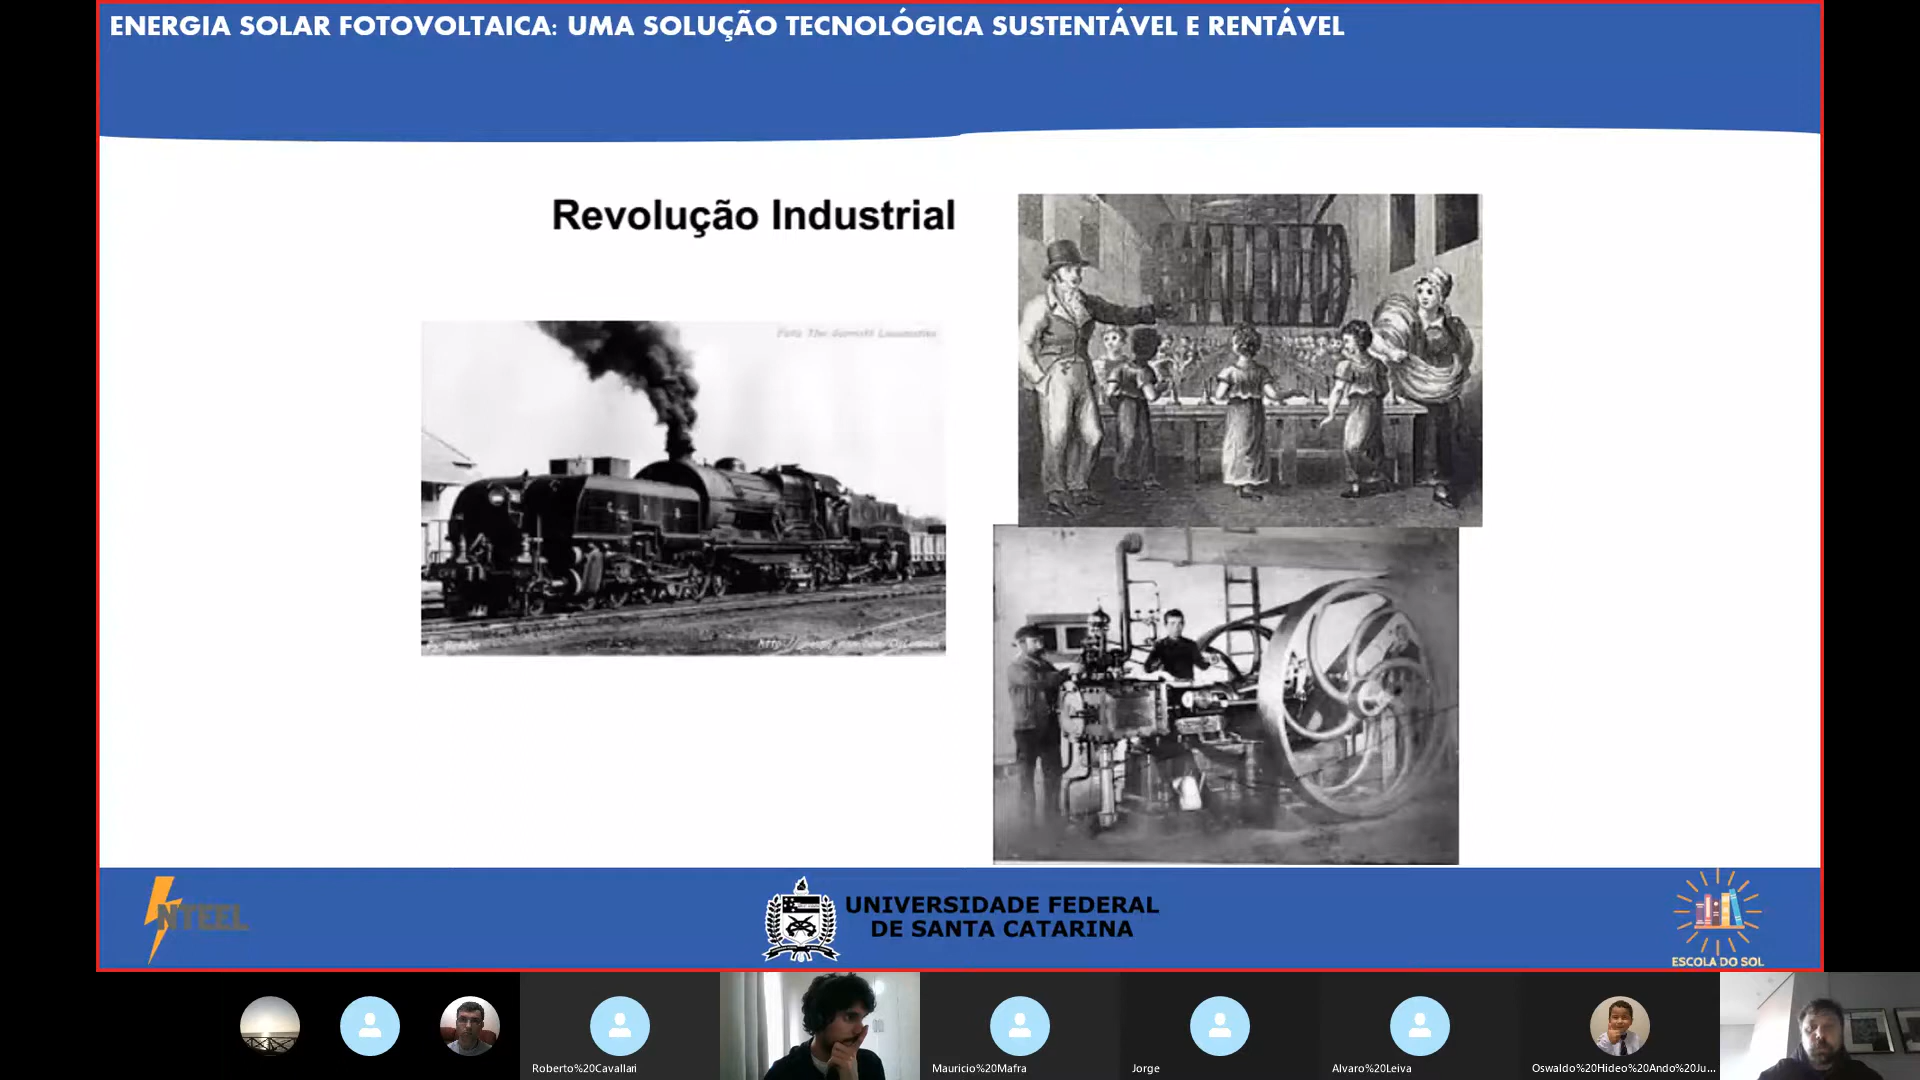 ENERGIA SOLAR FOTOVOLTAICA: UMA SOLUÇÃO TECNOLÓGICA SUSTENTÁVEL E RENTÁVEL
Revolução Industrial
NTEEL
UNIVERSIDADE FEDERAL
DE SANTA CATARINA
ESCOLA DO SOL
Roberto%20Cavallari
Mauricio%20Mafra
Jorge
Alvaro%20Leiva
Oswaldo%20Hideo%20Ando%20Ju...